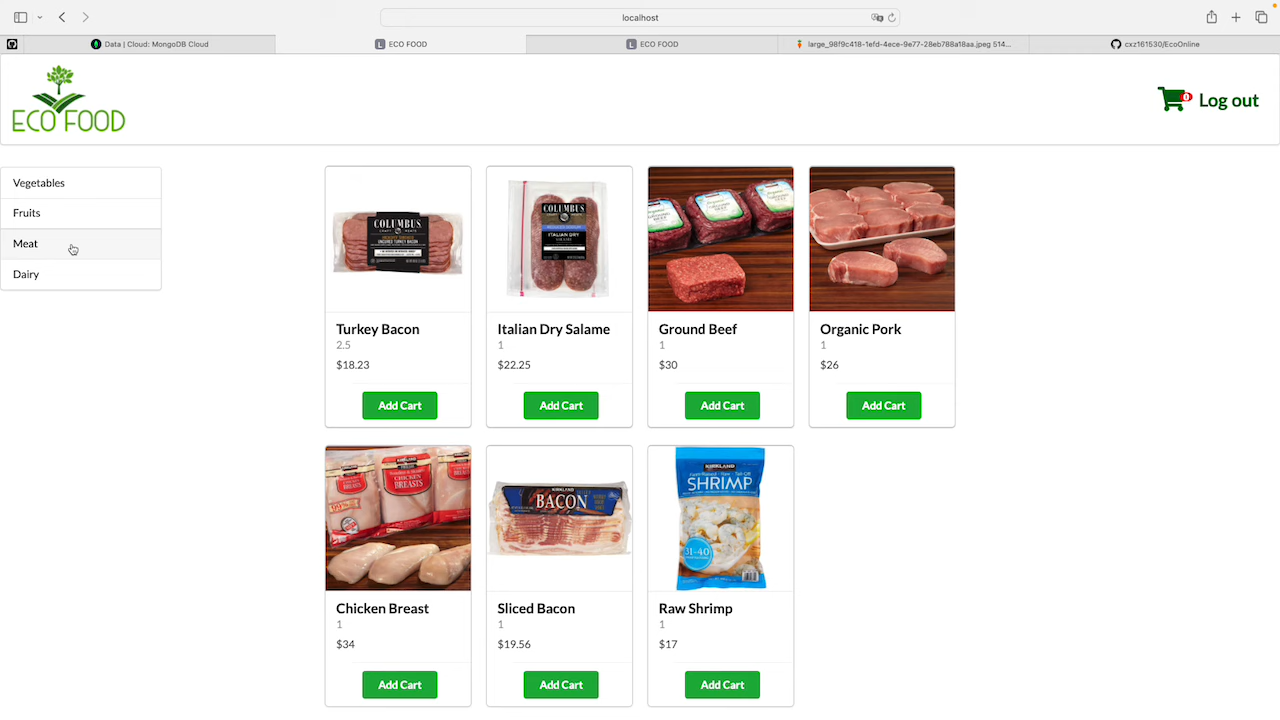 localhost
Data | Cloud: MongoDB Cloud
L ECO FOOD
L ECO FOOD
large_98f9c418-1efd-4ece-9e77-28eb788a18aa.jpeg 514...
cxz161530/EcoOnline
ECO FOOD
0
Log out
Vegetables
Fruits
Meat
Dairy
COLUMBUS
CRAFT MEATS
COLUMBUS
ITALIAN DRY
SALAME
Turkey Bacon
2.5
$18.23
Add Cart
Italian Dry Salame
1
$22.25
Add Cart
Ground Beef
1
$30
Add Cart
Organic Pork
1
$26
Add Cart
KIRKLAND
CHICKEN
BREASTS
KIRKLAND
BACON
KIRKLAND
SHRIMP
31-40
Chicken Breast
1
$34
Add Cart
Sliced Bacon
1
$19.56
Add Cart
Raw Shrimp
1
$17
Add Cart